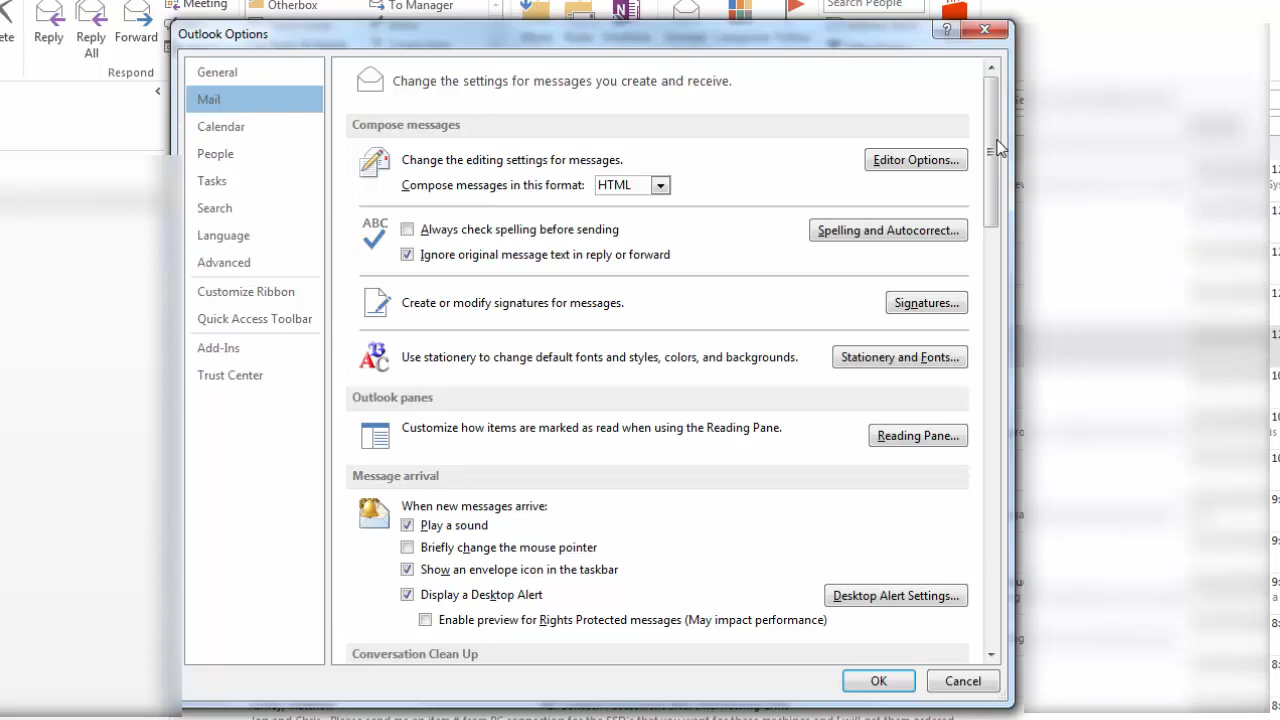 Meeting
Otherbox
To Manager
Search People
Reply
Reply All
Forward
Respond
Outlook Options
General
Mail
Calendar
People
Tasks
Search
Language
Advanced
Customize Ribbon
Quick Access Toolbar
Add-Ins
Trust Center
Change the settings for messages you create and receive.
Compose messages
Change the editing settings for messages.
Editor Options...
Compose messages in this format: HTML
ABC
Always check spelling before sending
Spelling and Autocorrect...
Ignore original message text in reply or forward
Create or modify signatures for messages.
Signatures...
Use stationery to change default fonts and styles, colors, and backgrounds.
Stationery and Fonts...
Outlook panes
Customize how items are marked as read when using the Reading Pane.
Reading Pane...
Message arrival
When new messages arrive:
Play a sound
Briefly change the mouse pointer
Show an envelope icon in the taskbar
Display a Desktop Alert
Desktop Alert Settings...
Enable preview for Rights Protected messages (May impact performance)
Conversation Clean Up
OK
Cancel